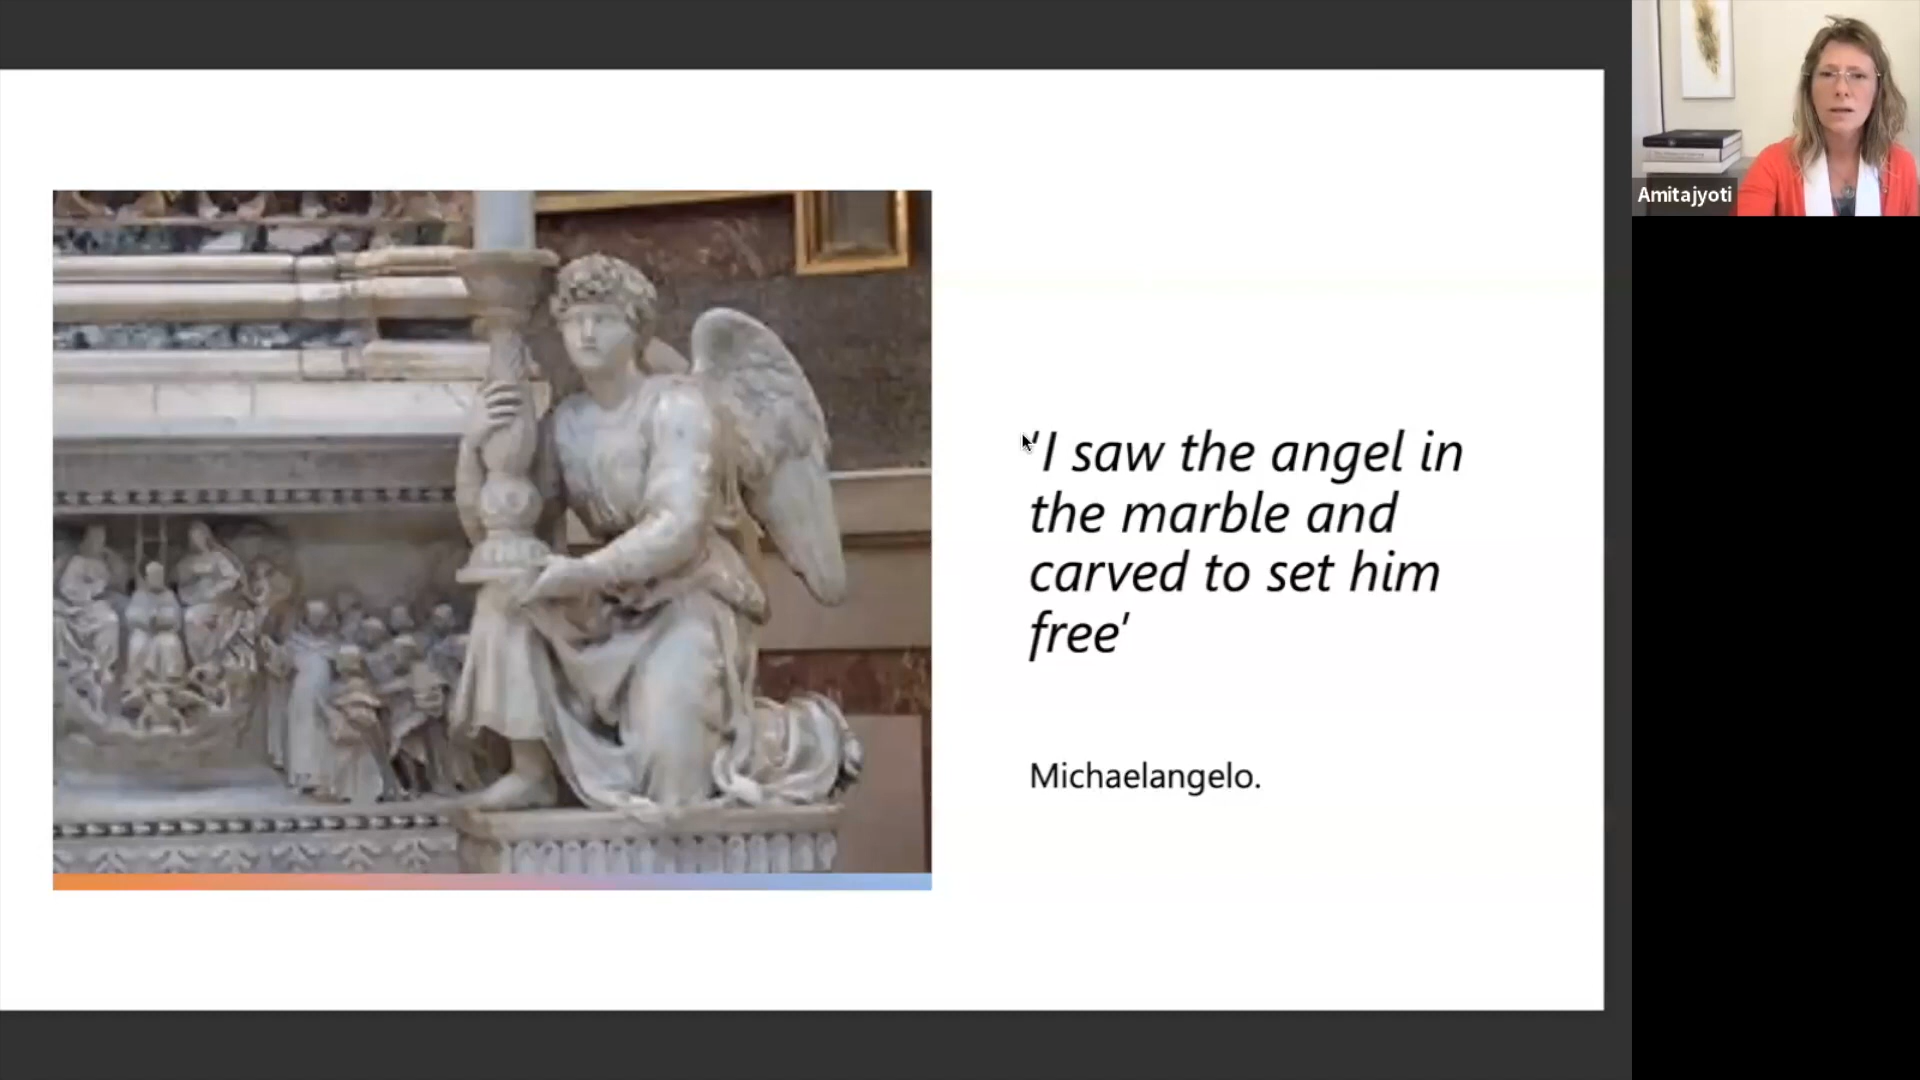 Amitajyoti
‘I saw the angel in
the marble and
carved to set him
free’
Michaelangelo.